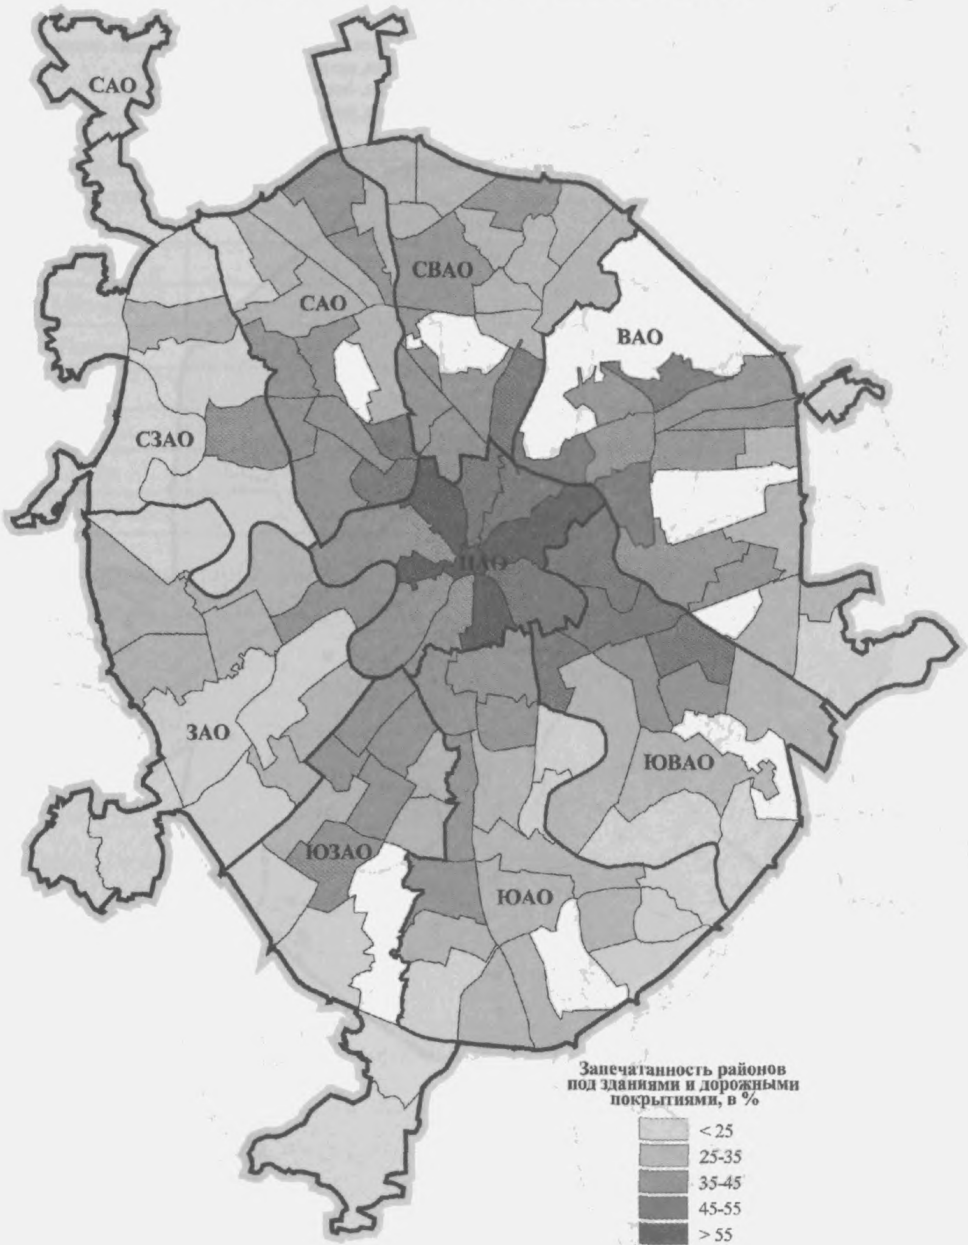 САО
СВАО
САО
ВАО
СЗАО
ЦАО
ЗАО
ЮВАО
ЮЗАО
ЮАО
Запечатанность районов
под зданиями и дорожными
покрытиями, в %
< 25
25-35
35-45
45-55
> 55